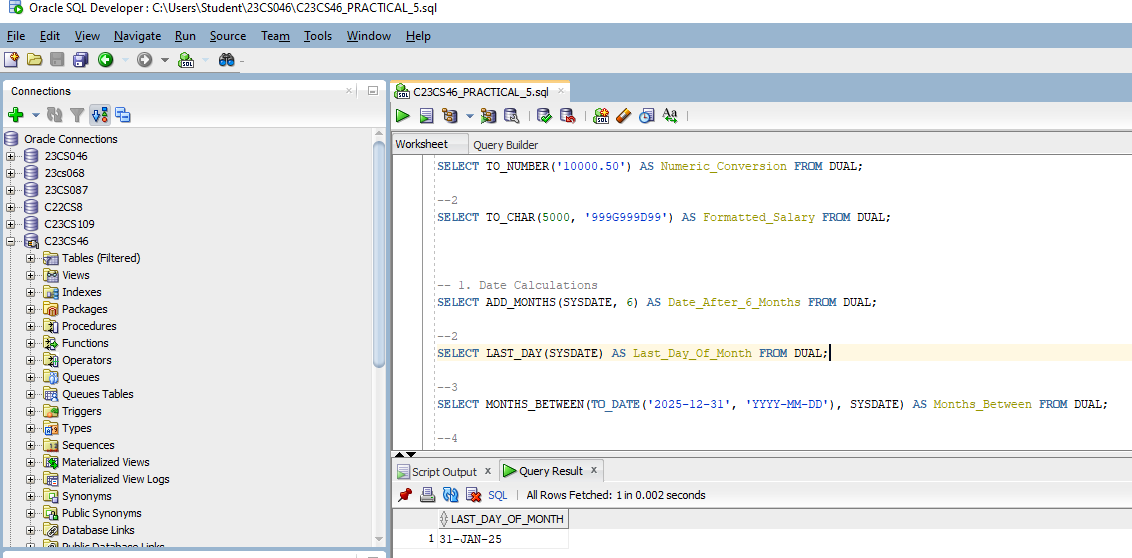 Oracle SQL Developer : C:\Users\Student\23CS046\C23CS46_PRACTICAL_5.sql
File Edit View Navigate Run Source Team Tools Window Help
Connections
Oracle Connections
23CS046
23cs068
23CS087
C22CS8
C23CS109
C23CS46
Tables (Filtered)
Views
Indexes
Packages
Procedures
Functions
Operators
Queues
Queues Tables
Triggers
Types
Sequences
Materialized Views
Materialized View Logs
Synonyms
Public Synonyms
Database Links
Public Database Links
C23CS46_PRACTICAL_5.sql
Worksheet Query Builder
SELECT TO_NUMBER('10000.50') AS Numeric_Conversion FROM DUAL;
--2
SELECT TO_CHAR(5000, '999G999D99') AS Formatted_Salary FROM DUAL;
-- 1. Date Calculations
SELECT ADD_MONTHS(SYSDATE, 6) AS Date_After_6_Months FROM DUAL;
--2
SELECT LAST_DAY(SYSDATE) AS Last_Day_Of_Month FROM DUAL;
--3
SELECT MONTHS_BETWEEN(TO_DATE('2025-12-31', 'YYYY-MM-DD'), SYSDATE) AS Months_Between FROM DUAL;
--4
Script Output x Query Result x
SQL | All Rows Fetched: 1 in 0.002 seconds
LAST_DAY_OF_MONTH
1 31-JAN-25